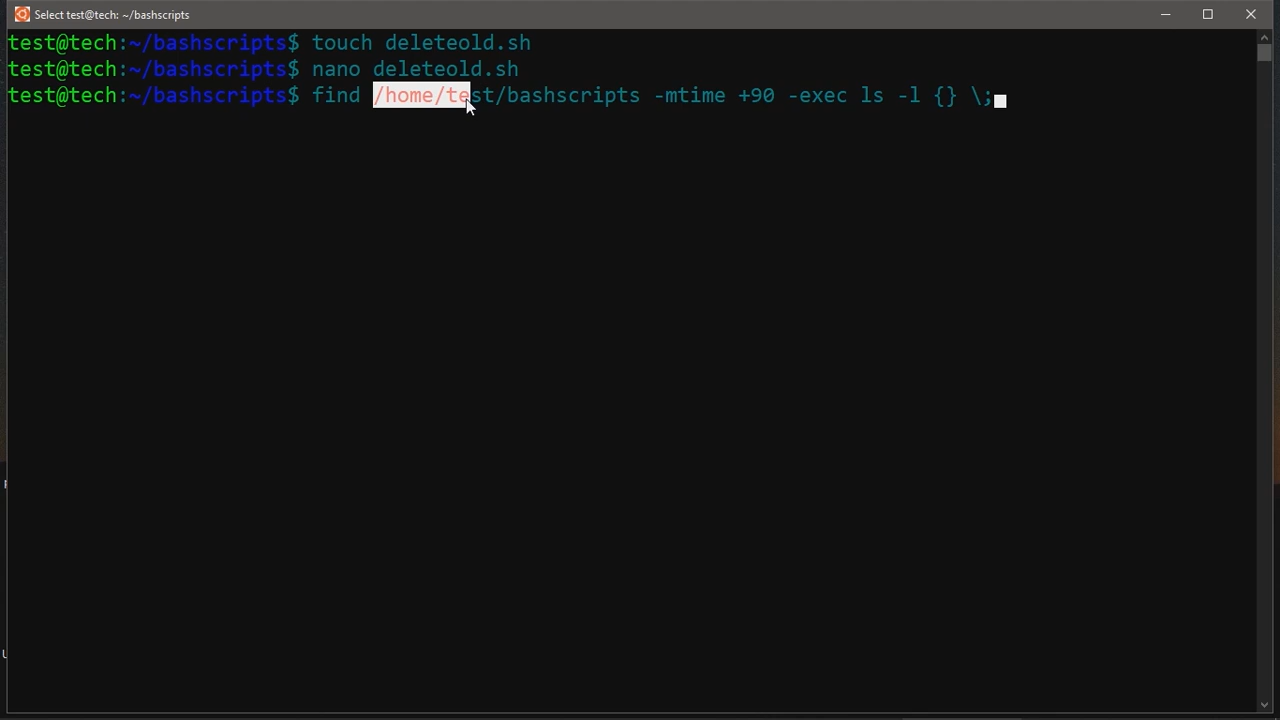 Select test@tech: ~/bashscripts
test@tech:~/bashscripts$ touch deleteold.sh
test@tech:~/bashscripts$ nano deleteold.sh
test@tech:~/bashscripts$ find /home/test/bashscripts -mtime +90 -exec ls -l {} \;